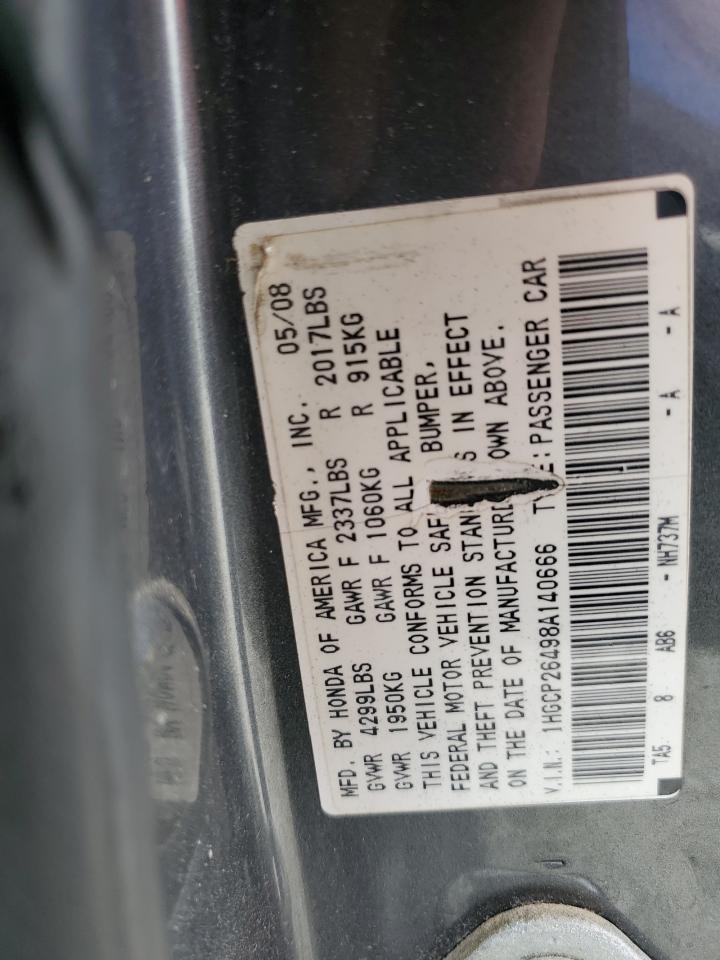 MFD. BY HONDA OF AMERICA MFG., INC. 05/08
GVWR 4299LBS GAWR F 2337LBS R 2017LBS
GVWR 1950KG GAWR F 1060KG R 915KG
THIS VEHICLE CONFORMS TO ALL APPLICABLE
FEDERAL MOTOR VEHICLE SAF BUMPER,
AND THEFT PREVENTION STAN S IN EFFECT
ON THE DATE OF MANUFACTUR OWN ABOVE.
V.I.N.: 1HGCP26498A140666 T E:PASSENGER CAR
TA5 8 AB6 - NH737M - A - A